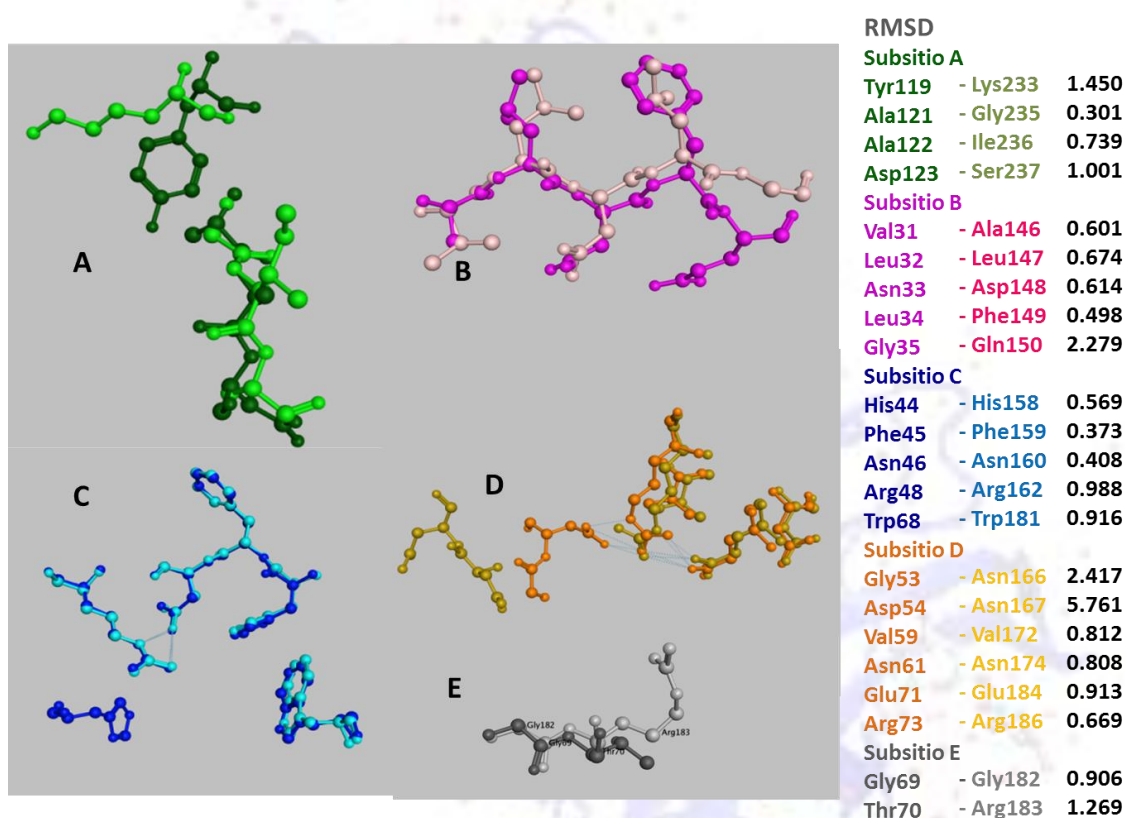 A
B
C
D
E
Gly182
Gly69
Thr70
Arg183
RMSD
Subsitio A
Tyr119 - Lys233 1.450
Ala121 - Gly235 0.301
Ala122 - Ile236 0.739
Asp123 - Ser237 1.001
Subsitio B
Val31 - Ala146 0.601
Leu32 - Leu147 0.674
Asn33 - Asp148 0.614
Leu34 - Phe149 0.498
Gly35 - Gln150 2.279
Subsitio C
His44 - His158 0.569
Phe45 - Phe159 0.373
Asn46 - Asn160 0.408
Arg48 - Arg162 0.988
Trp68 - Trp181 0.916
Subsitio D
Gly53 - Asn166 2.417
Asp54 - Asn167 5.761
Val59 - Val172 0.812
Asn61 - Asn174 0.808
Glu71 - Glu184 0.913
Arg73 - Arg186 0.669
Subsitio E
Gly69 - Gly182 0.906
Thr70 - Arg183 1.269